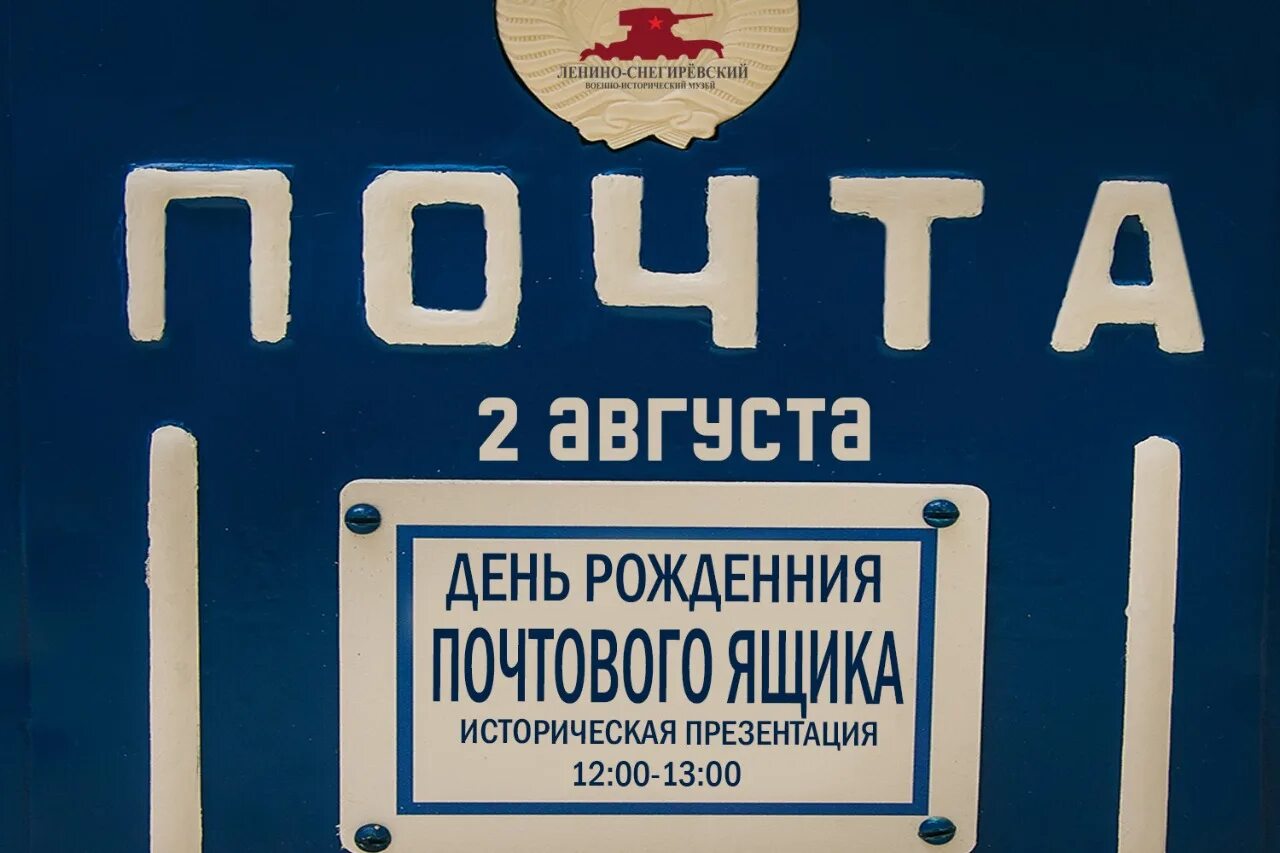 ЛЕНИНО-СНЕГИРЁВСКИЙ
ВОЕННО-ИСТОРИЧЕСКИЙ МУЗЕЙ
ПОЧТА
2 августа
ДЕНЬ РОЖДЕННИЯ
ПОЧТОВОГО ЯЩИКА
ИСТОРИЧЕСКАЯ ПРЕЗЕНТАЦИЯ
12:00-13:00